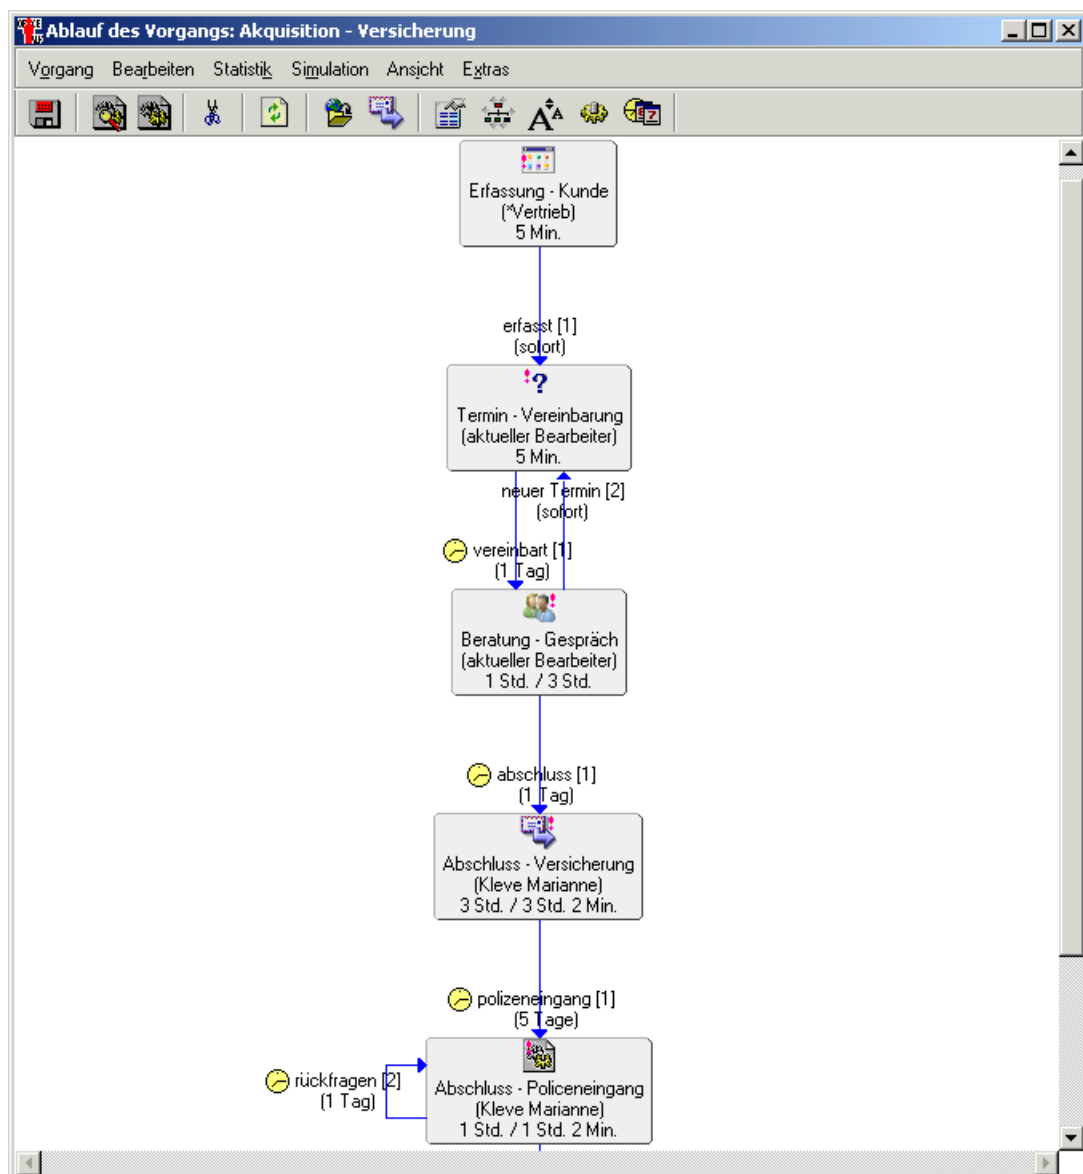 Ablauf des Vorgangs: Akquisition - Versicherung
Vorgang Bearbeiten Statistik Simulation Ansicht Extras
Erfassung - Kunde
(*Vertrieb)
5 Min.
erfasst [1]
(sofort)
Termin - Vereinbarung
(aktueller Bearbeiter)
5 Min.
neuer Termin [2]
(sofort)
vereinbart [1]
(1 Tag)
Beratung - Gespräch
(aktueller Bearbeiter)
1 Std. / 3 Std.
abschluss [1]
(1 Tag)
Abschluss - Versicherung
(Kleve Marianne)
3 Std. / 3 Std. 2 Min.
polizeneingang [1]
(5 Tage)
rückfragen [2]
(1 Tag)
Abschluss - Policeneingang
(Kleve Marianne)
1 Std. / 1 Std. 2 Min.